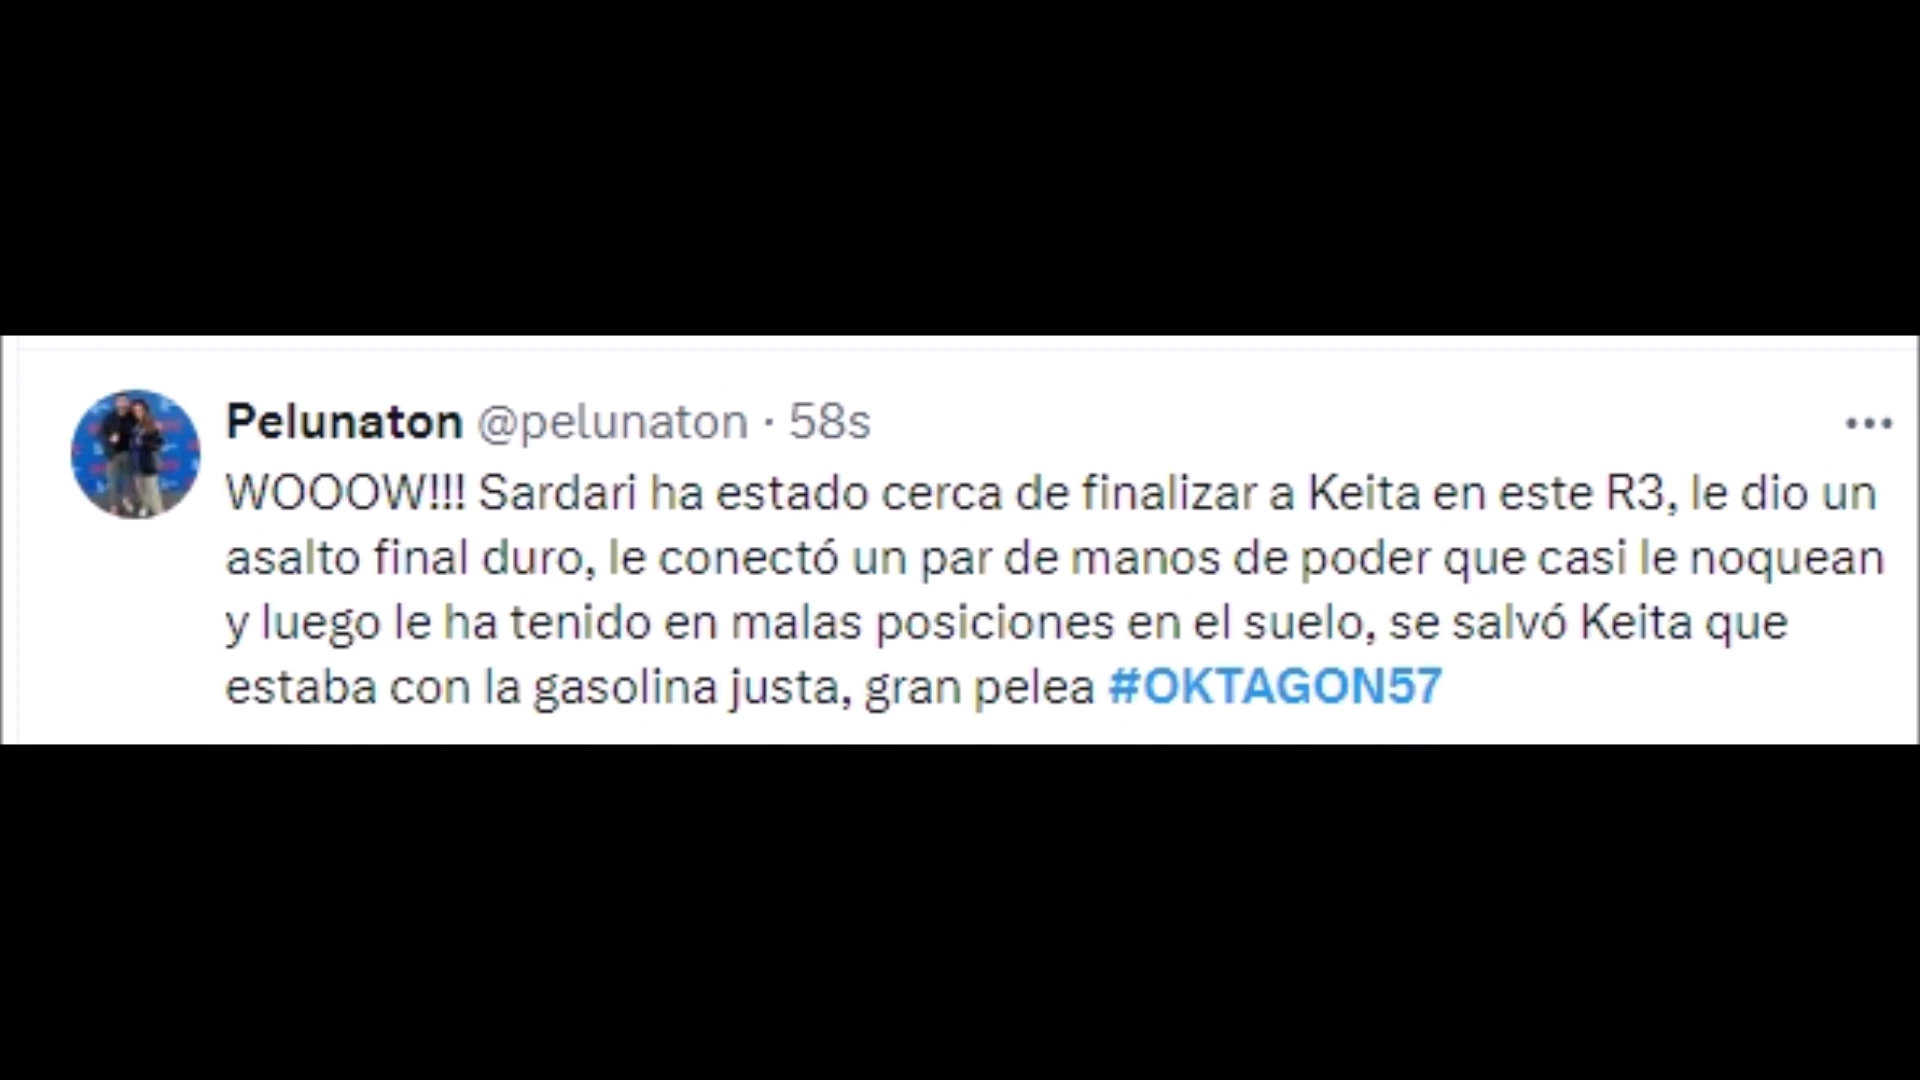 Pelunaton @pelunaton · 58s
WOOOW!!! Sardari ha estado cerca de finalizar a Keita en este R3, le dio un
asalto final duro, le conectó un par de manos de poder que casi le noquean
y luego le ha tenido en malas posiciones en el suelo, se salvó Keita que
estaba con la gasolina justa, gran pelea #OKTAGON57